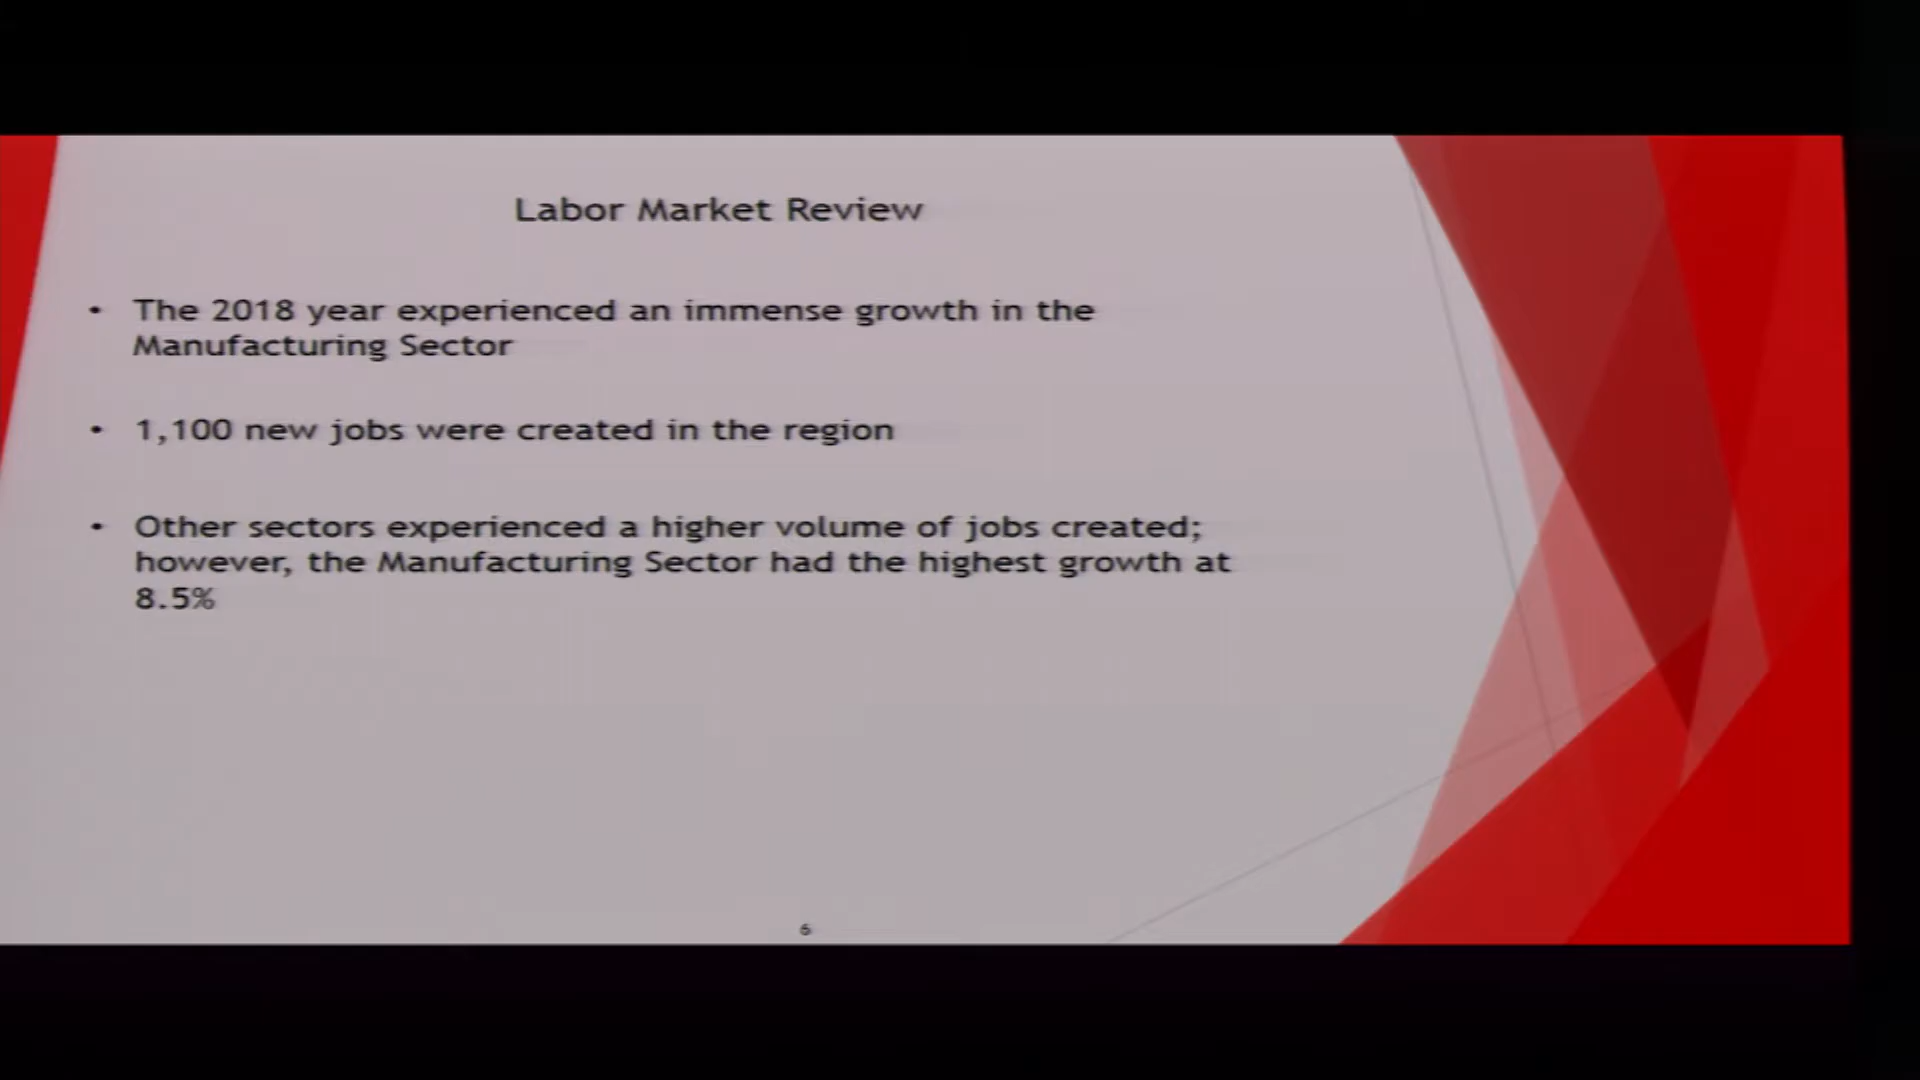 Labor Market Review
• The 2018 year experienced an immense growth in the
Manufacturing Sector
• 1,100 new jobs were created in the region
• Other sectors experienced a higher volume of jobs created;
however, the Manufacturing Sector had the highest growth at
8.5%
6